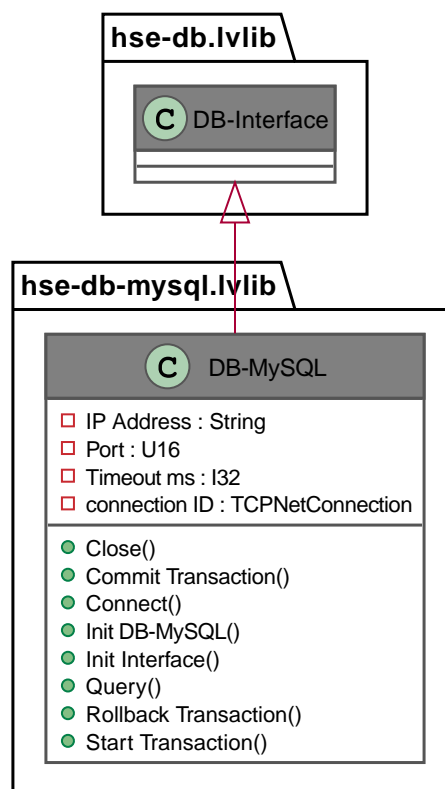 hse-db.lvlib
C DB-Interface
hse-db-mysql.lvlib
C DB-MySQL
IP Address : String
Port : U16
Timeout ms : I32
connection ID : TCPNetConnection
Close()
Commit Transaction()
Connect()
Init DB-MySQL()
Init Interface()
Query()
Rollback Transaction()
Start Transaction()